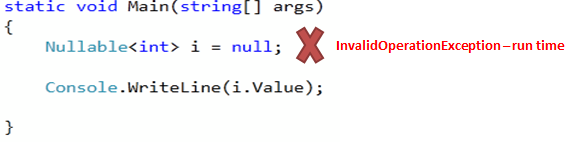 static void Main(string[] args)
{
Nullable<int> i = null; InvalidOperationException – run time
Console.WriteLine(i.Value);
}